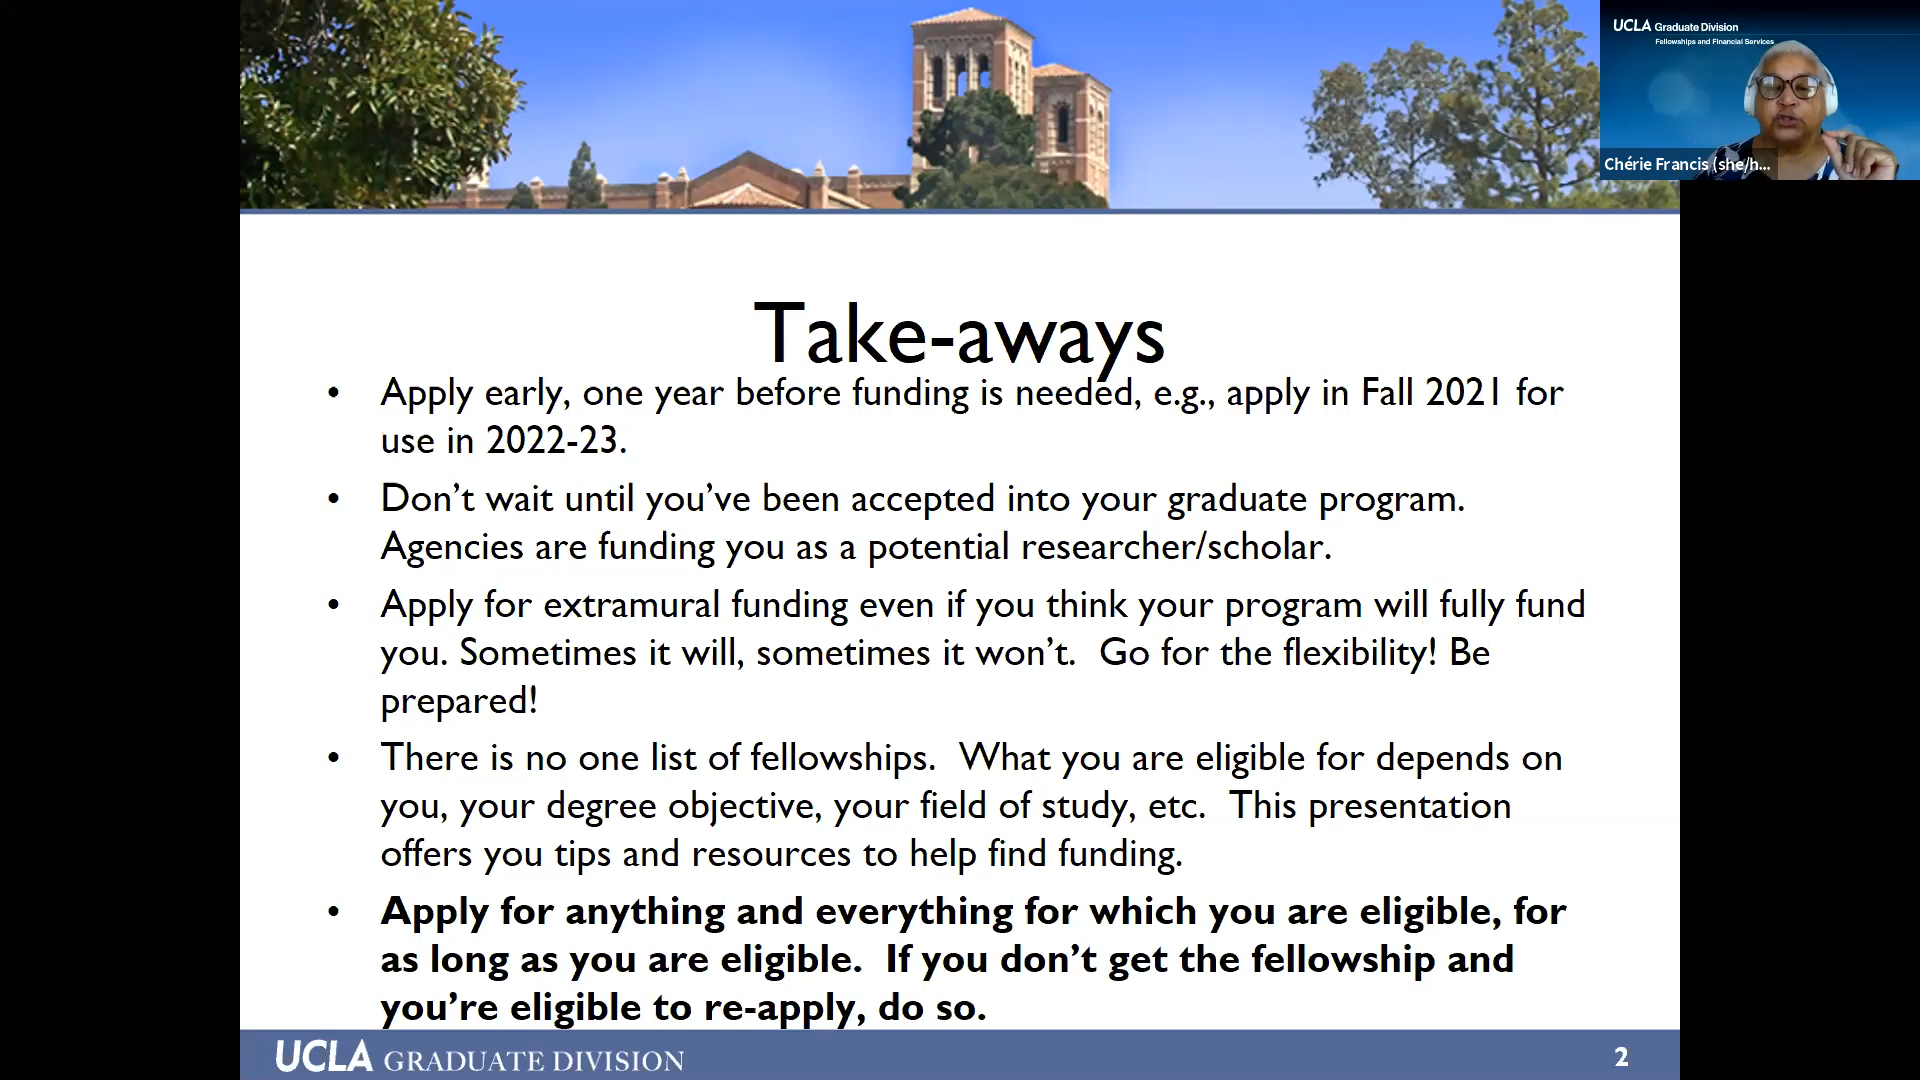 UCLA Graduate Division
Fellowships and Financial Services
Chérie Francis (she/h...
Take-aways
• Apply early, one year before funding is needed, e.g., apply in Fall 2021 for
use in 2022-23.
• Don’t wait until you’ve been accepted into your graduate program.
Agencies are funding you as a potential researcher/scholar.
• Apply for extramural funding even if you think your program will fully fund
you. Sometimes it will, sometimes it won’t.  Go for the flexibility! Be
prepared!
• There is no one list of fellowships.  What you are eligible for depends on
you, your degree objective, your field of study, etc.  This presentation
offers you tips and resources to help find funding.
• Apply for anything and everything for which you are eligible, for
as long as you are eligible.  If you don’t get the fellowship and
you’re eligible to re-apply, do so.
UCLA GRADUATE DIVISION
2